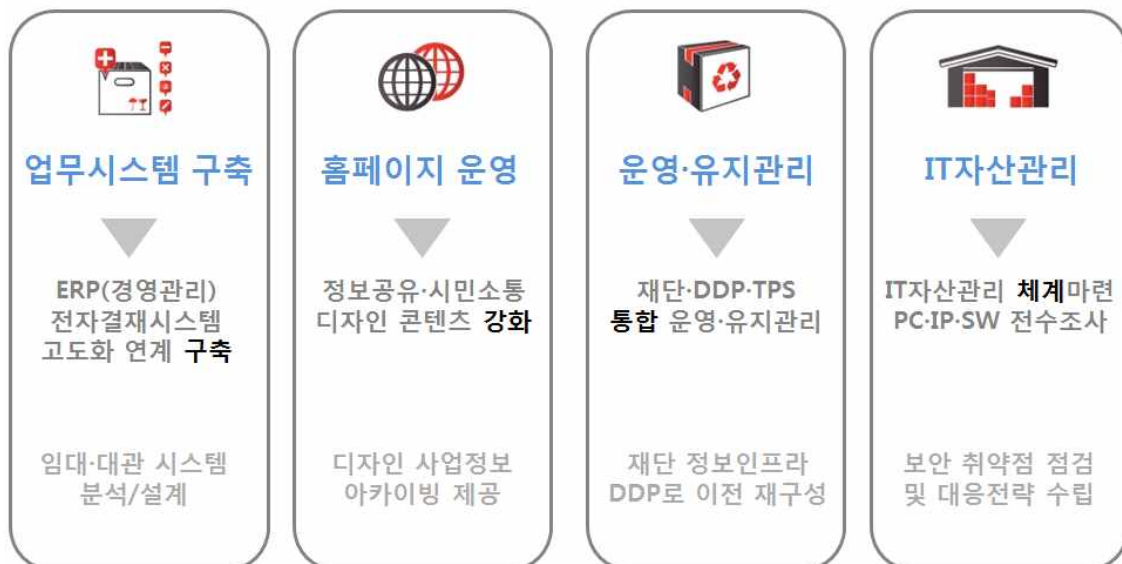 업무시스템 구축
ERP(경영관리)
전자결재시스템
고도화 연계 구축
임대·대관 시스템
분석/설계
홈페이지 운영
정보공유·시민소통
디자인 콘텐츠 강화
디자인 사업정보
아카이빙 제공
운영·유지관리
재단·DDP·TPS
통합 운영·유지관리
재단 정보인프라
DDP로 이전 재구성
IT자산관리
IT자산관리 체계마련
PC·IP·SW 전수조사
보안 취약점 점검
및 대응전략 수립